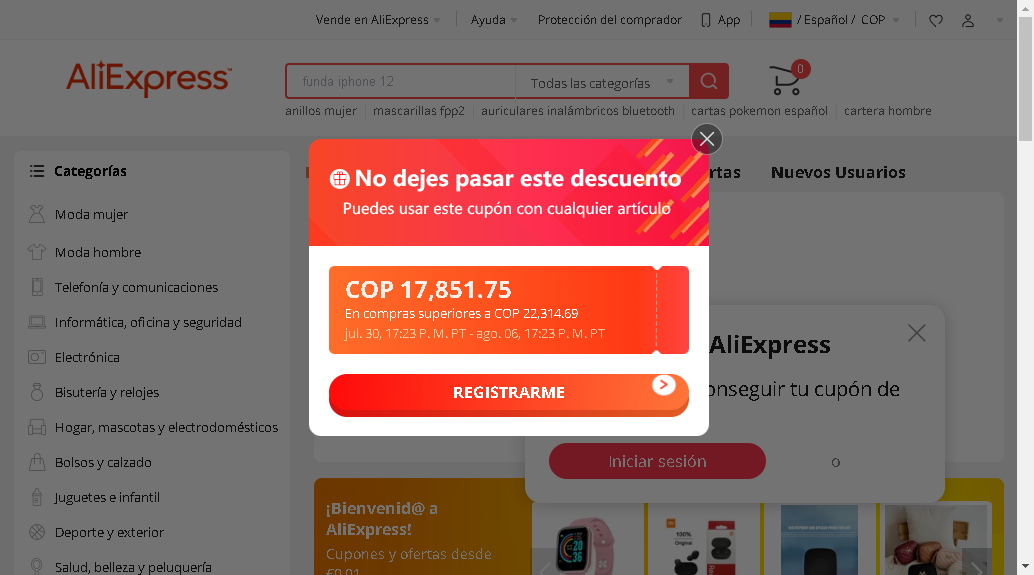 Vende en AliExpress
Ayuda
Protección del comprador
App
/ Español / COP
AliExpress
funda iphone 12
Todas las categorías
0
anillos mujer
mascarillas fpp2
auriculares inalámbricos bluetooth
cartas pokemon español
cartera hombre
Categorías
Nuevos Usuarios
Moda mujer
Moda hombre
Telefonía y comunicaciones
Informática, oficina y seguridad
Electrónica
Bisutería y relojes
Hogar, mascotas y electrodomésticos
Bolsos y calzado
Juguetes e infantil
Deporte y exterior
Salud, belleza y peluquería
No dejes pasar este descuento
Puedes usar este cupón con cualquier artículo
COP 17,851.75
En compras superiores a COP 22,314.69
jul. 30, 17:23 P. M. PT - ago. 06, 17:23 P. M. PT
REGISTRARME
AliExpress
onseguir tu cupón de
Iniciar sesión
o
¡Bienvenid@ a
AliExpress!
Cupones y ofertas desde
€0,01